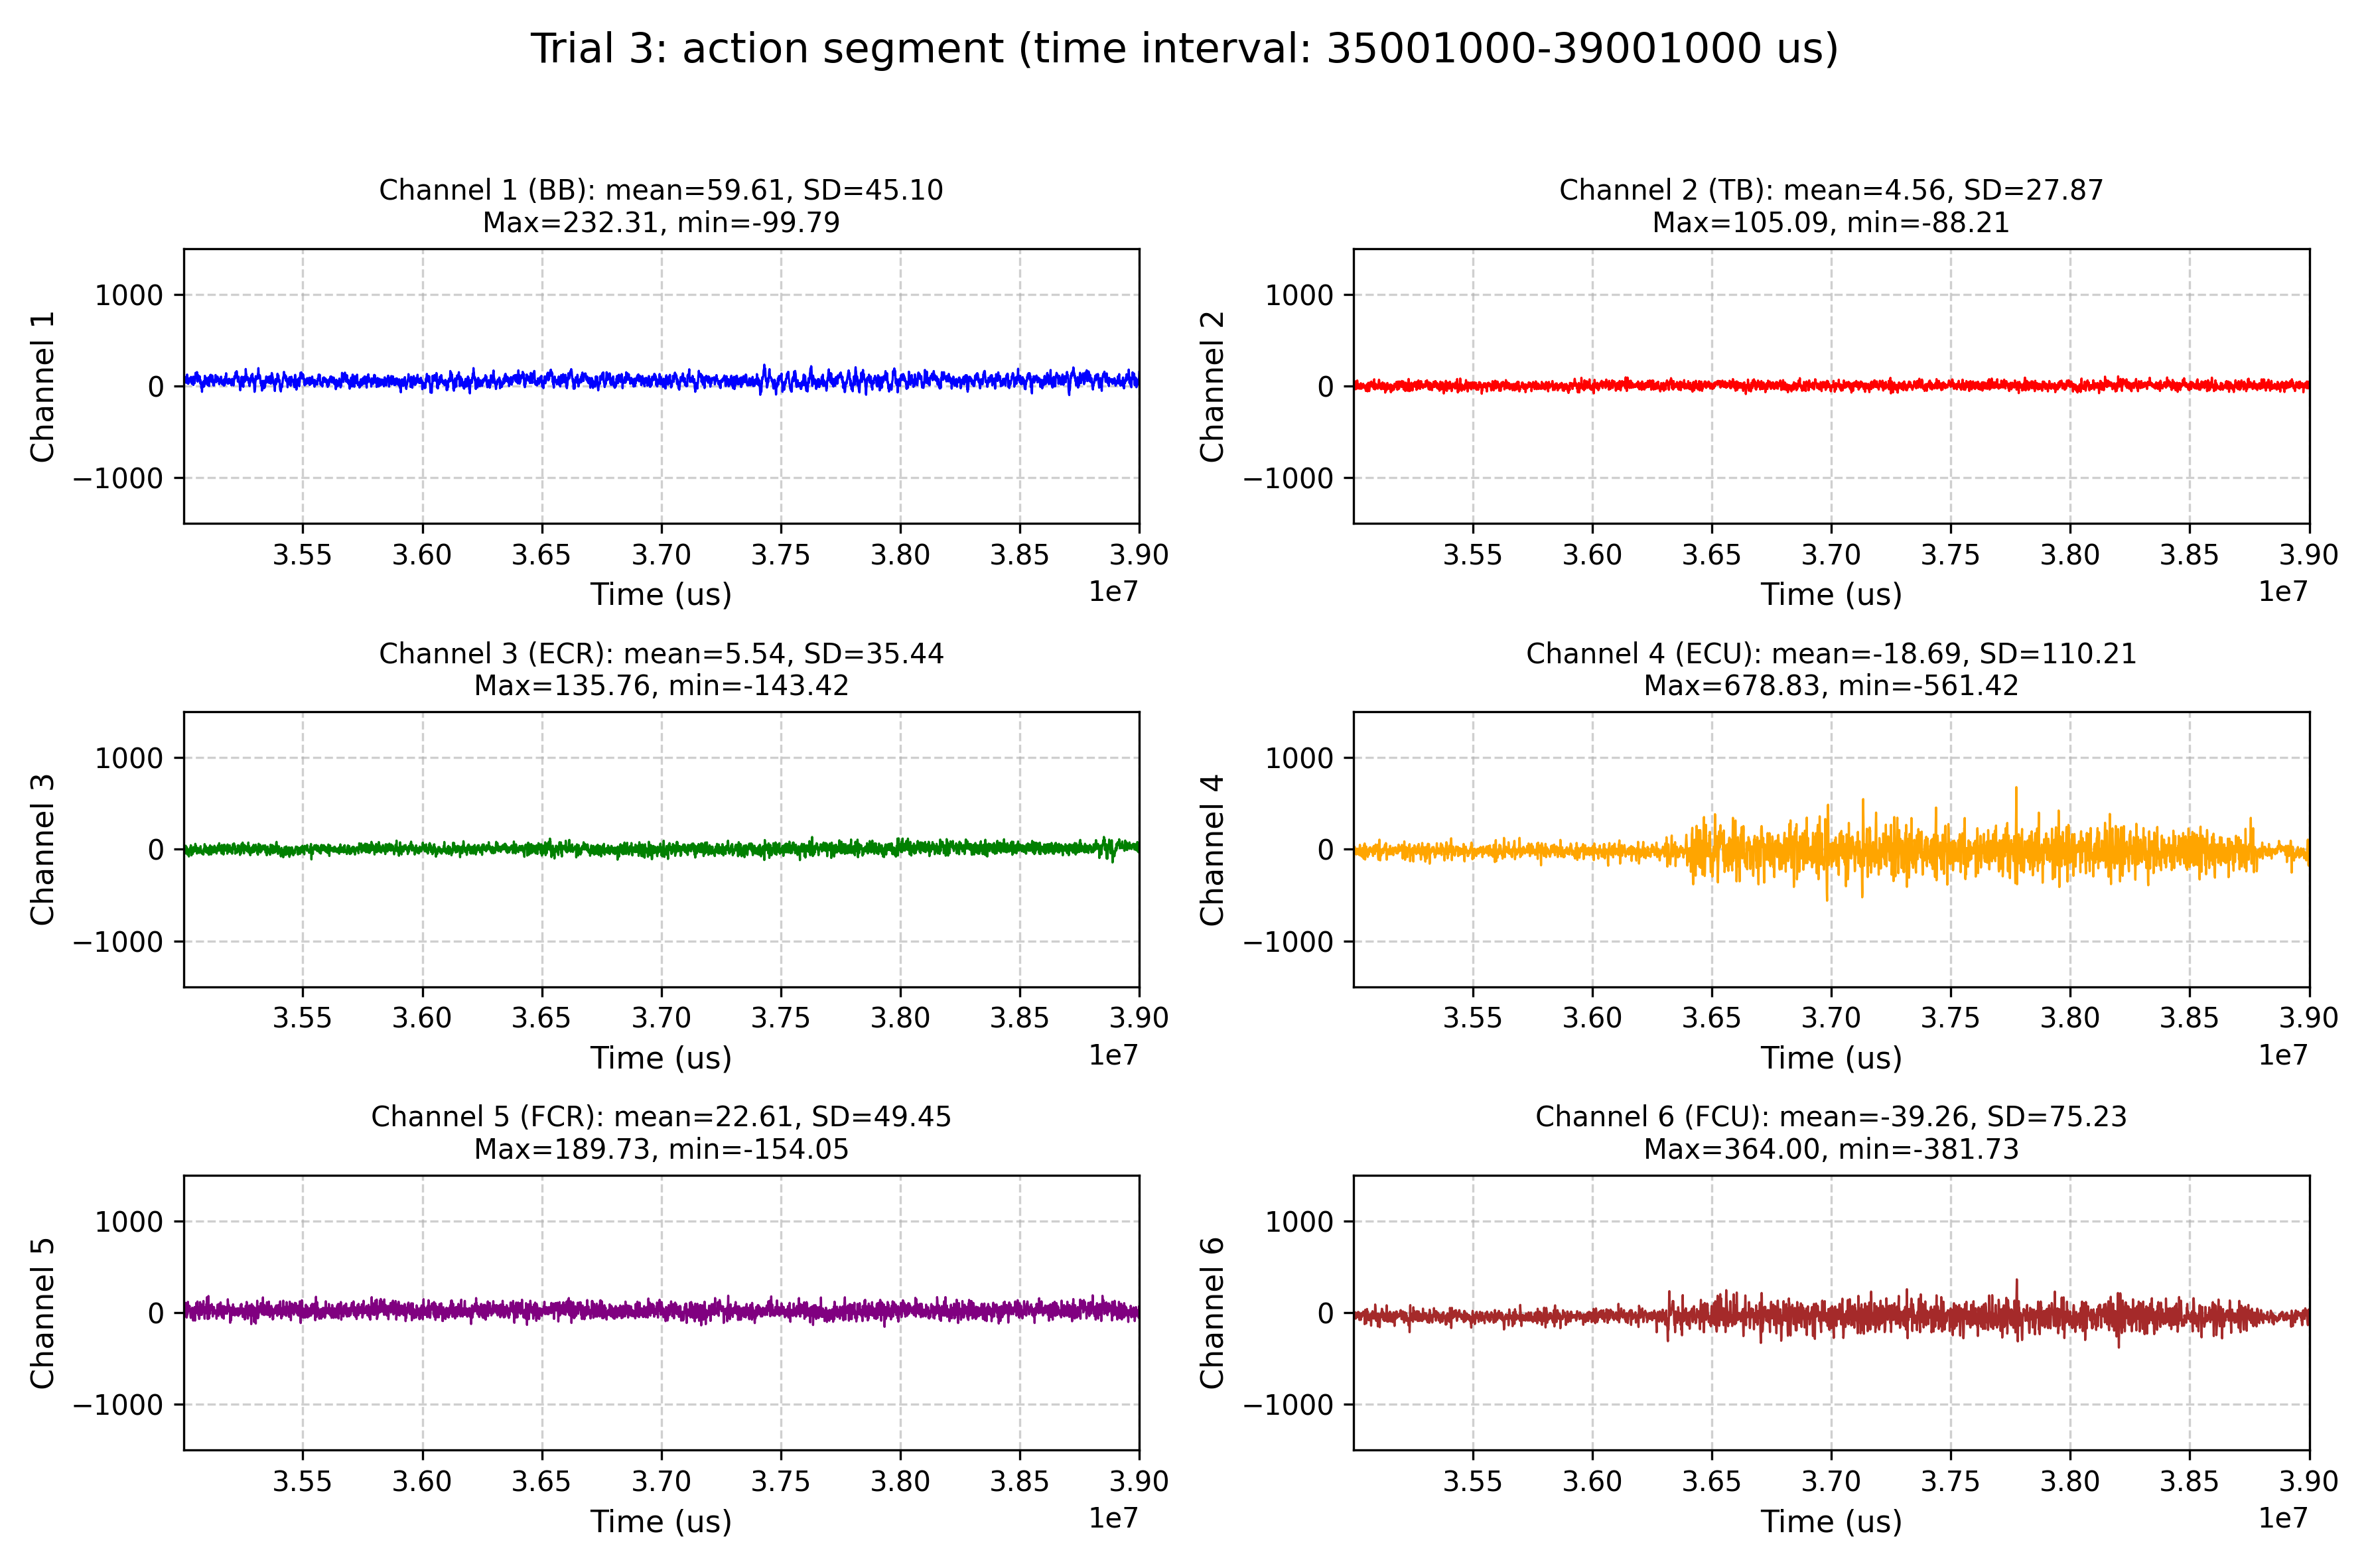 Trial 3: action segment (time interval: 35001000-39001000 us)
Channel 1 (BB): mean=59.61, SD=45.10
Max=232.31, min=-99.79
Channel 1
1000
0
−1000
3.55 3.60 3.65 3.70 3.75 3.80 3.85 3.90
Time (us)
1e7
Channel 2 (TB): mean=4.56, SD=27.87
Max=105.09, min=-88.21
Channel 2
1000
0
−1000
3.55 3.60 3.65 3.70 3.75 3.80 3.85 3.90
Time (us)
1e7
Channel 3 (ECR): mean=5.54, SD=35.44
Max=135.76, min=-143.42
Channel 3
1000
0
−1000
3.55 3.60 3.65 3.70 3.75 3.80 3.85 3.90
Time (us)
1e7
Channel 4 (ECU): mean=-18.69, SD=110.21
Max=678.83, min=-561.42
Channel 4
1000
0
−1000
3.55 3.60 3.65 3.70 3.75 3.80 3.85 3.90
Time (us)
1e7
Channel 5 (FCR): mean=22.61, SD=49.45
Max=189.73, min=-154.05
Channel 5
1000
0
−1000
3.55 3.60 3.65 3.70 3.75 3.80 3.85 3.90
Time (us)
1e7
Channel 6 (FCU): mean=-39.26, SD=75.23
Max=364.00, min=-381.73
Channel 6
1000
0
−1000
3.55 3.60 3.65 3.70 3.75 3.80 3.85 3.90
Time (us)
1e7